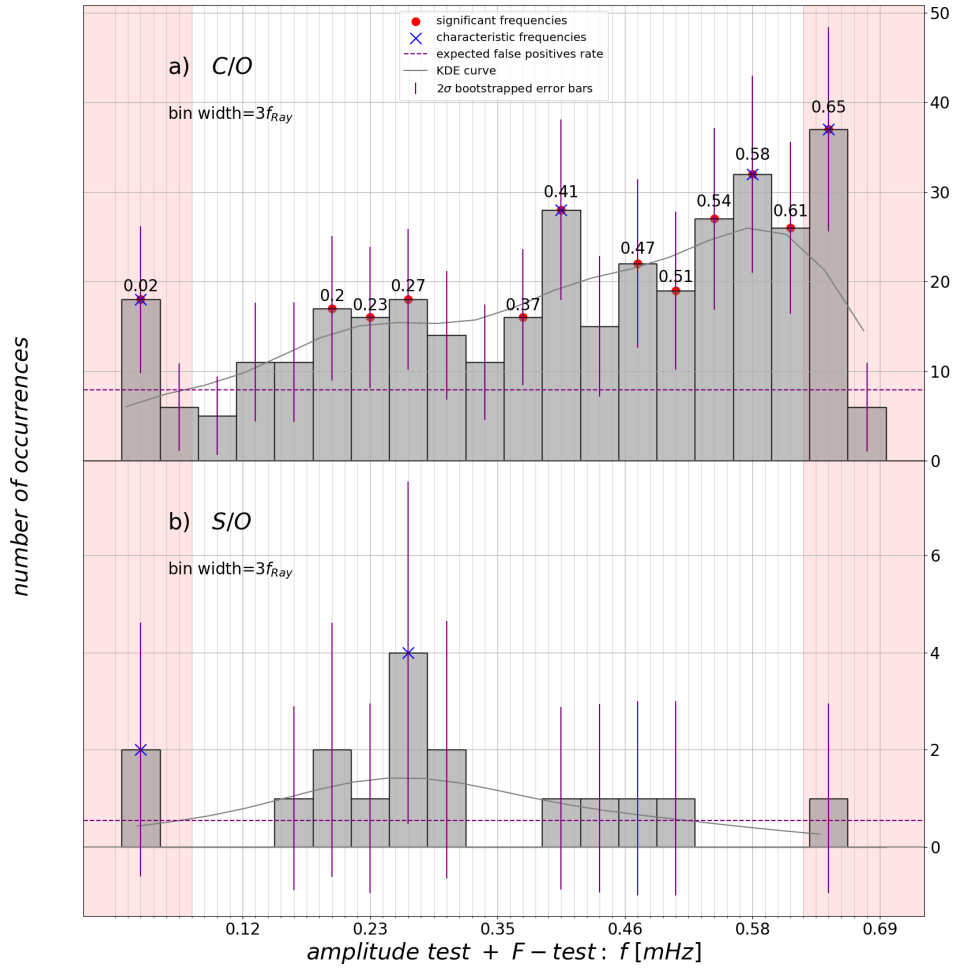 significant frequencies
characteristic frequencies
expected false positives rate
KDE curve
2σ bootstrapped error bars
a) C/O
bin width=3f_Ray
50
40
30
20
10
0
0.02
0.2
0.23
0.27
0.37
0.41
0.47
0.51
0.54
0.58
0.61
0.65
number of occurrences
b) S/O
bin width=3f_Ray
6
4
2
0
0.12 0.23 0.35 0.46 0.58 0.69
amplitude test + F − test: f [mHz]